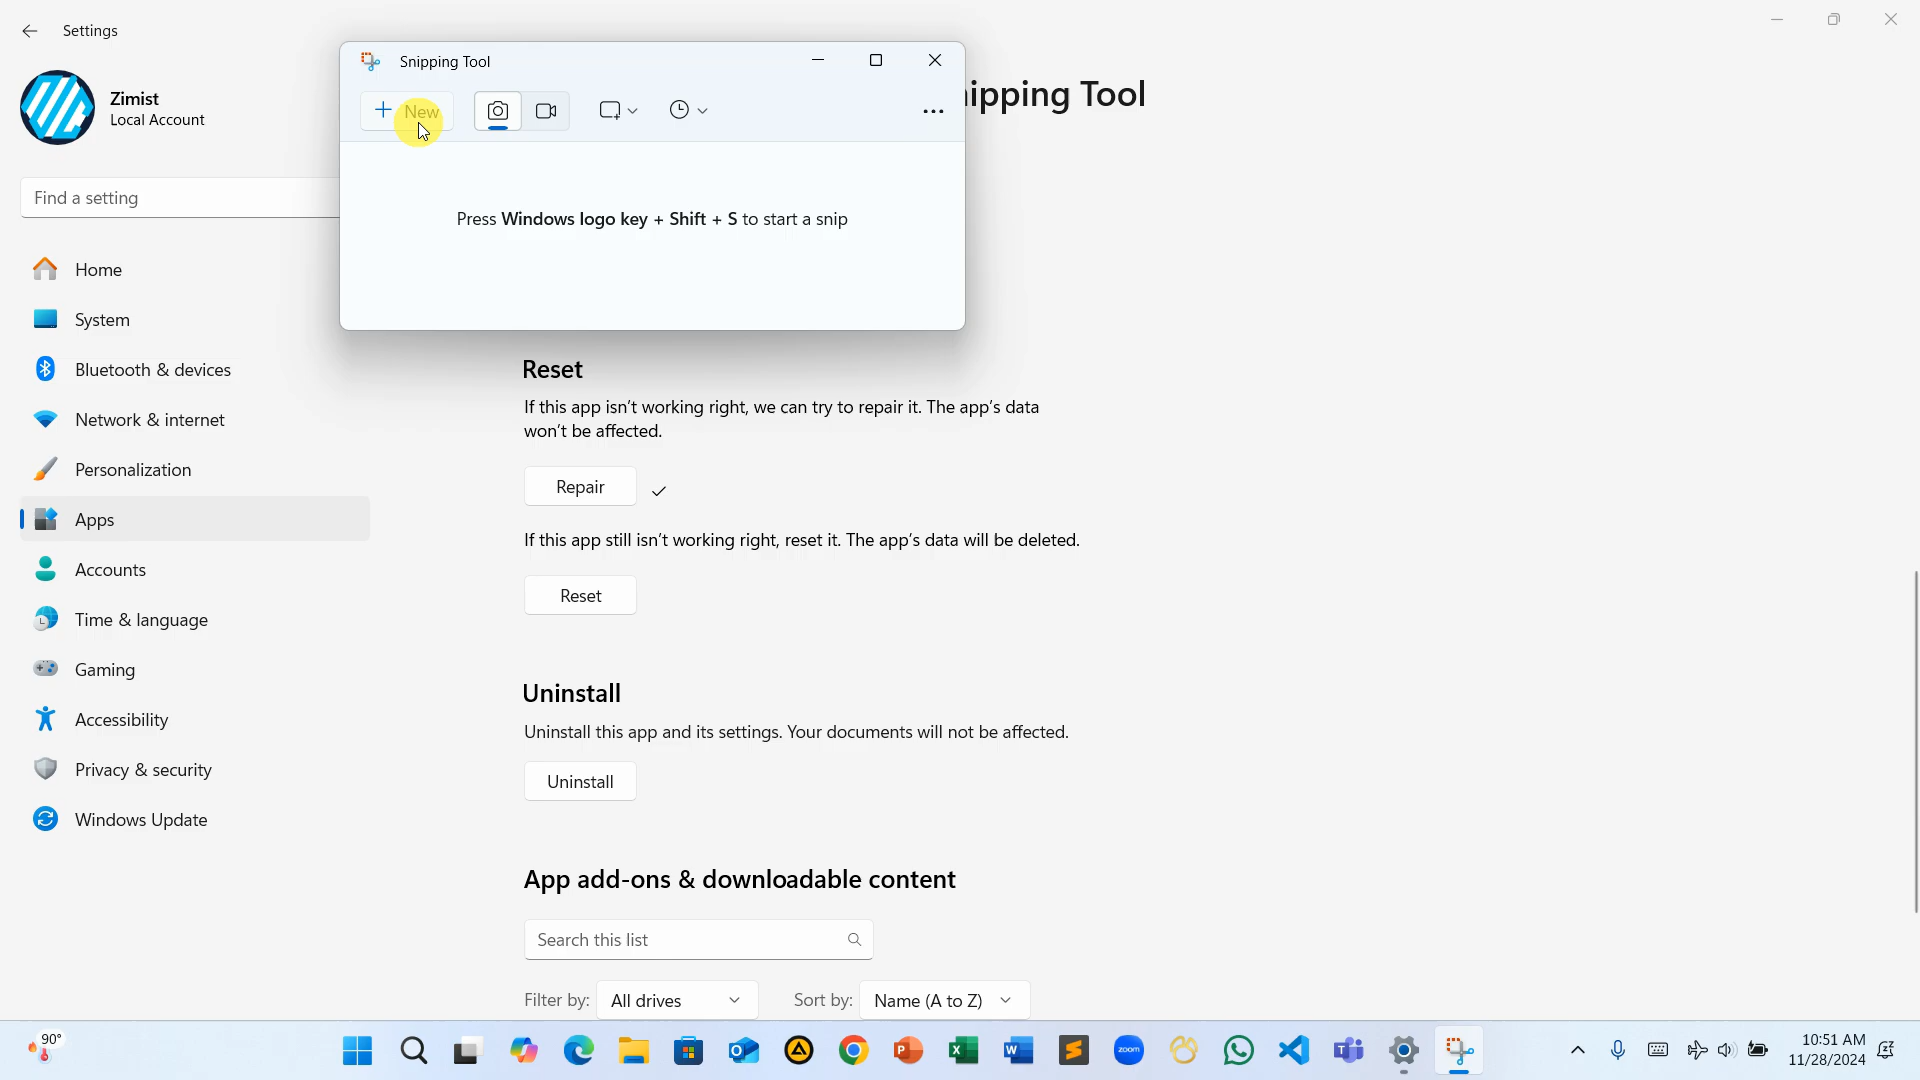 Settings
Zimist
Local Account
Find a setting
Home
System
Bluetooth & devices
Network & internet
Personalization
Apps
Accounts
Time & language
Gaming
Accessibility
Privacy & security
Windows Update
Snipping Tool
New
Press Windows logo key + Shift + S to start a snip
ipping Tool
Reset
If this app isn't working right, we can try to repair it. The app's data
won't be affected.
Repair
If this app still isn't working right, reset it. The app's data will be deleted.
Reset
Uninstall
Uninstall this app and its settings. Your documents will not be affected.
Uninstall
App add-ons & downloadable content
Search this list
Filter by: All drives Sort by: Name (A to Z)
90°
zoom
10:51 AM
11/28/2024